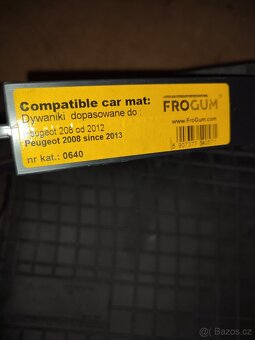 Compatible car mat:
Dywaniki dopasowane do
Peugeot 208 od 2012
Peugeot 2008 since 2013
nr kat.: 0640
FROGUM
www.FroGum.com
Bazos.cz